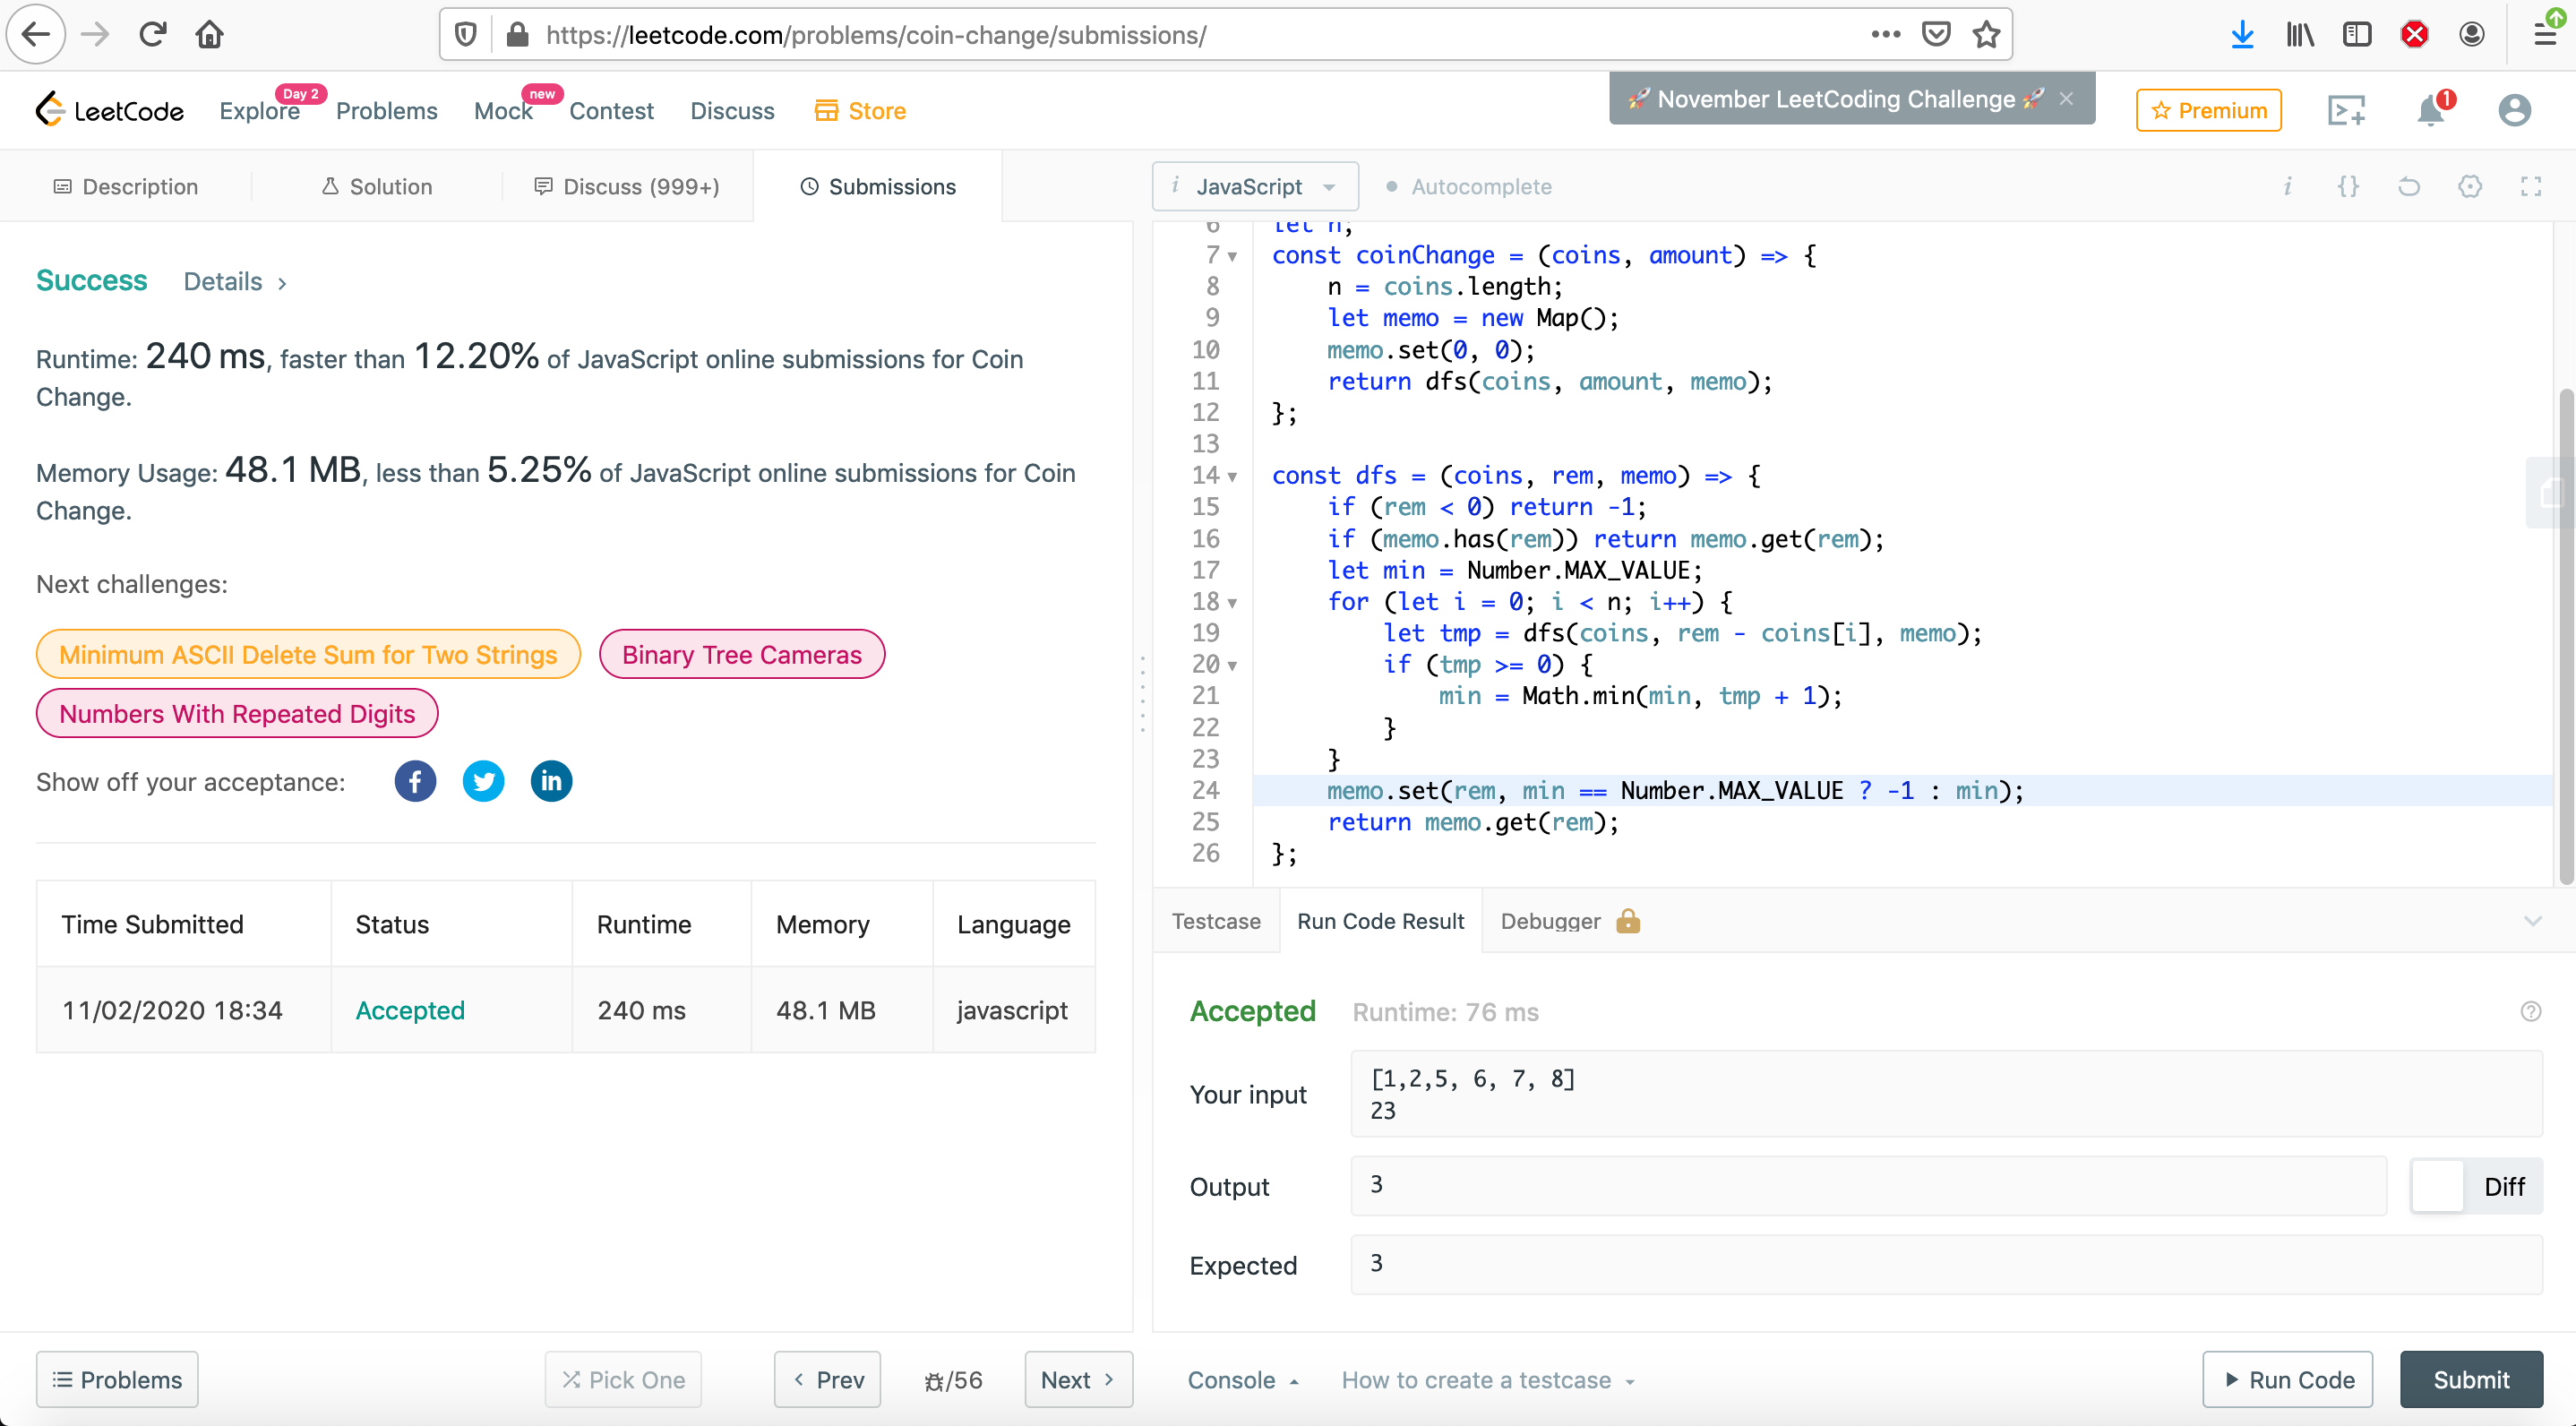 https://leetcode.com/problems/coin-change/submissions/
LeetCode
Explore
Day 2
Problems
Mock
new
Contest
Discuss
Store
🚀 November LeetCoding Challenge 🚀 ×
Premium
1
Description
Solution
Discuss (999+)
Submissions
Success
Details >
Runtime: 240 ms, faster than 12.20% of JavaScript online submissions for Coin
Change.
Memory Usage: 48.1 MB, less than 5.25% of JavaScript online submissions for Coin
Change.
Next challenges:
Minimum ASCII Delete Sum for Two Strings
Binary Tree Cameras
Numbers With Repeated Digits
Show off your acceptance:
Time Submitted Status Runtime Memory Language
11/02/2020 18:34 Accepted 240 ms 48.1 MB javascript
Problems
Pick One
< Prev
/56
Next >
i JavaScript
Autocomplete
i {}
6 let n;
7 const coinChange = (coins, amount) => {
8 n = coins.length;
9 let memo = new Map();
10 memo.set(0, 0);
11 return dfs(coins, amount, memo);
12 };
13
14 const dfs = (coins, rem, memo) => {
15 if (rem < 0) return -1;
16 if (memo.has(rem)) return memo.get(rem);
17 let min = Number.MAX_VALUE;
18 for (let i = 0; i < n; i++) {
19 let tmp = dfs(coins, rem - coins[i], memo);
20 if (tmp >= 0) {
21 min = Math.min(min, tmp + 1);
22 }
23 }
24 memo.set(rem, min == Number.MAX_VALUE ? -1 : min);
25 return memo.get(rem);
26 };
Testcase
Run Code Result
Debugger
Accepted
Runtime: 76 ms
Your input
[1,2,5, 6, 7, 8]
23
Output
3
Diff
Expected
3
Console
How to create a testcase
Run Code
Submit